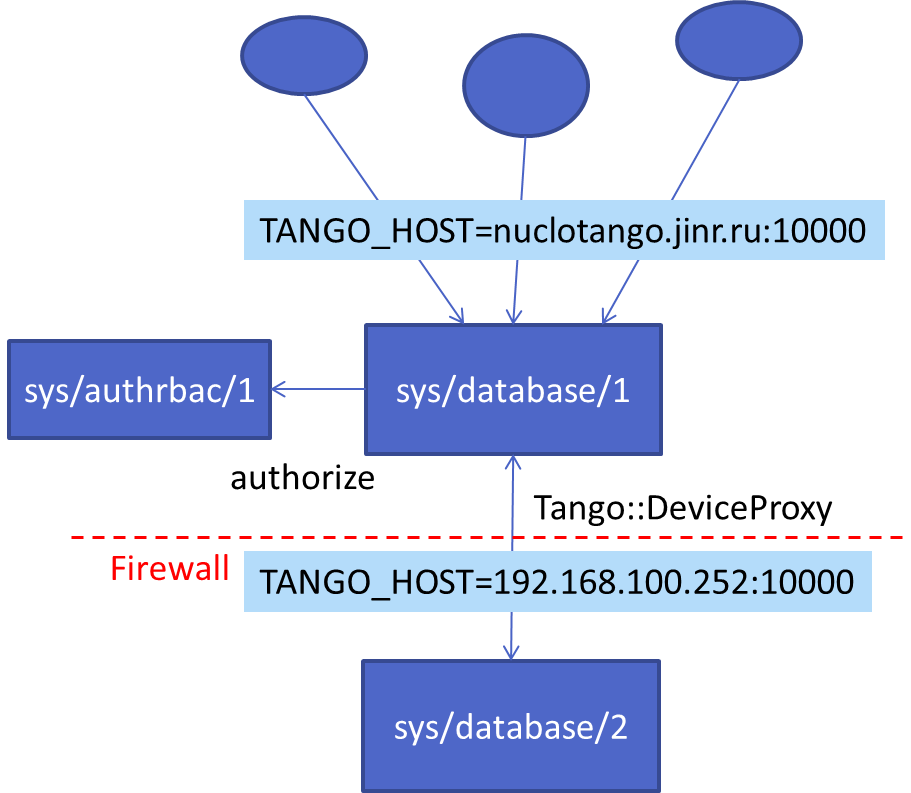 TANGO_HOST=nuclotango.jinr.ru:10000
sys/authrbac/1
sys/database/1
authorize
Tango::DeviceProxy
Firewall
TANGO_HOST=192.168.100.252:10000
sys/database/2